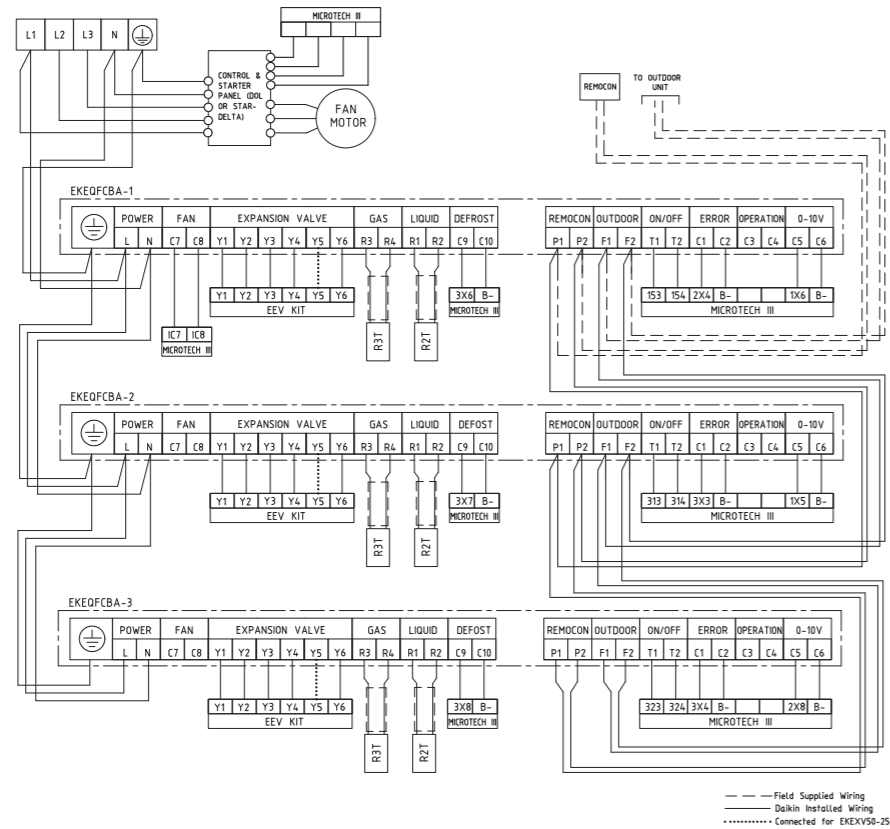 MICROTECH III
L1 L2 L3 N
CONTROL &
STARTER
PANEL (DOL
OR STAR-
DELTA)
FAN
MOTOR
REMOCON
TO OUTDOOR
UNIT
EKEQFCBA-1
POWER FAN EXPANSION VALVE GAS LIQUID DEFROST REMOCON OUTDOOR ON/OFF ERROR OPERATION 0-10V
L N C7 C8 Y1 Y2 Y3 Y4 Y5 Y6 R3 R4 R1 R2 C9 C10 P1 P2 F1 F2 T1 T2 C1 C2 C3 C4 C5 C6
Y1 Y2 Y3 Y4 Y5 Y6 3X6 B- 153 154 2X4 B- 1X6 B-
EEV KIT MICROTECH III MICROTECH III
1C7 1C8
MICROTECH III
R3T R2T
EKEQFCBA-2
POWER FAN EXPANSION VALVE GAS LIQUID DEFOST REMOCON OUTDOOR ON/OFF ERROR OPERATION 0-10V
L N C7 C8 Y1 Y2 Y3 Y4 Y5 Y6 R3 R4 R1 R2 C9 C10 P1 P2 F1 F2 T1 T2 C1 C2 C3 C4 C5 C6
Y1 Y2 Y3 Y4 Y5 Y6 3X7 B- 313 314 3X3 B- 1X5 B-
EEV KIT MICROTECH III MICROTECH III
R3T R2T
EKEQFCBA-3
POWER FAN EXPANSION VALVE GAS LIQUID DEFOST REMOCON OUTDOOR ON/OFF ERROR OPERATION 0-10V
L N C7 C8 Y1 Y2 Y3 Y4 Y5 Y6 R3 R4 R1 R2 C9 C10 P1 P2 F1 F2 T1 T2 C1 C2 C3 C4 C5 C6
Y1 Y2 Y3 Y4 Y5 Y6 3X8 B- 323 324 3X4 B- 2X8 B-
EEV KIT MICROTECH III MICROTECH III
R3T R2T
Field Supplied Wiring
Daikin Installed Wiring
Connected for EKEXV50-25